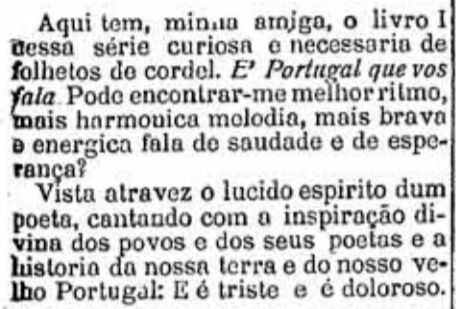 Aqui tem, minha amiga, o livro I
dessa série curiosa e necessaria de
folhetos de cordel. E' Portugal que vos
fala. Pode encontrar-me melhor ritmo,
mais harmonica melodia, mais brava
e energica fala de saudade e de espe-
rança?
Vista atravez o lucido espirito dum
poeta, cantando com a inspiração di-
vina dos povos e dos seus poetas e a
historia da nossa terra e do nosso ve-
lho Portugal: E é triste e é doloroso.